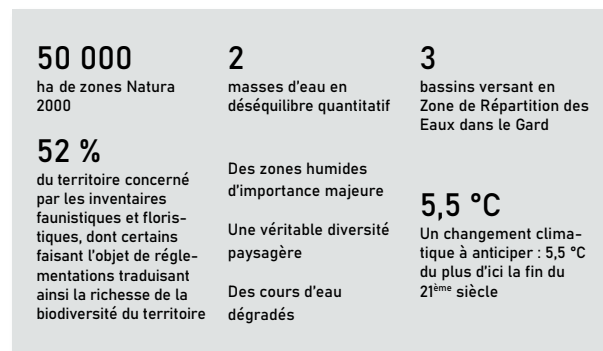 50 000
ha de zones Natura
2000
52 %
du territoire concerné
par les inventaires
faunistiques et floris-
tiques, dont certains
faisant l'objet de régle-
mentations traduisant
ainsi la richesse de la
biodiversité du territoire
2
masses d'eau en
déséquilibre quantitatif
Des zones humides
d'importance majeure
Une véritable diversité
paysagère
Des cours d'eau
dégradés
3
bassins versant en
Zone de Répartition des
Eaux dans le Gard
5,5 °C
Un changement clima-
tique à anticiper : 5,5 °C
du plus d'ici la fin du
21ème siècle